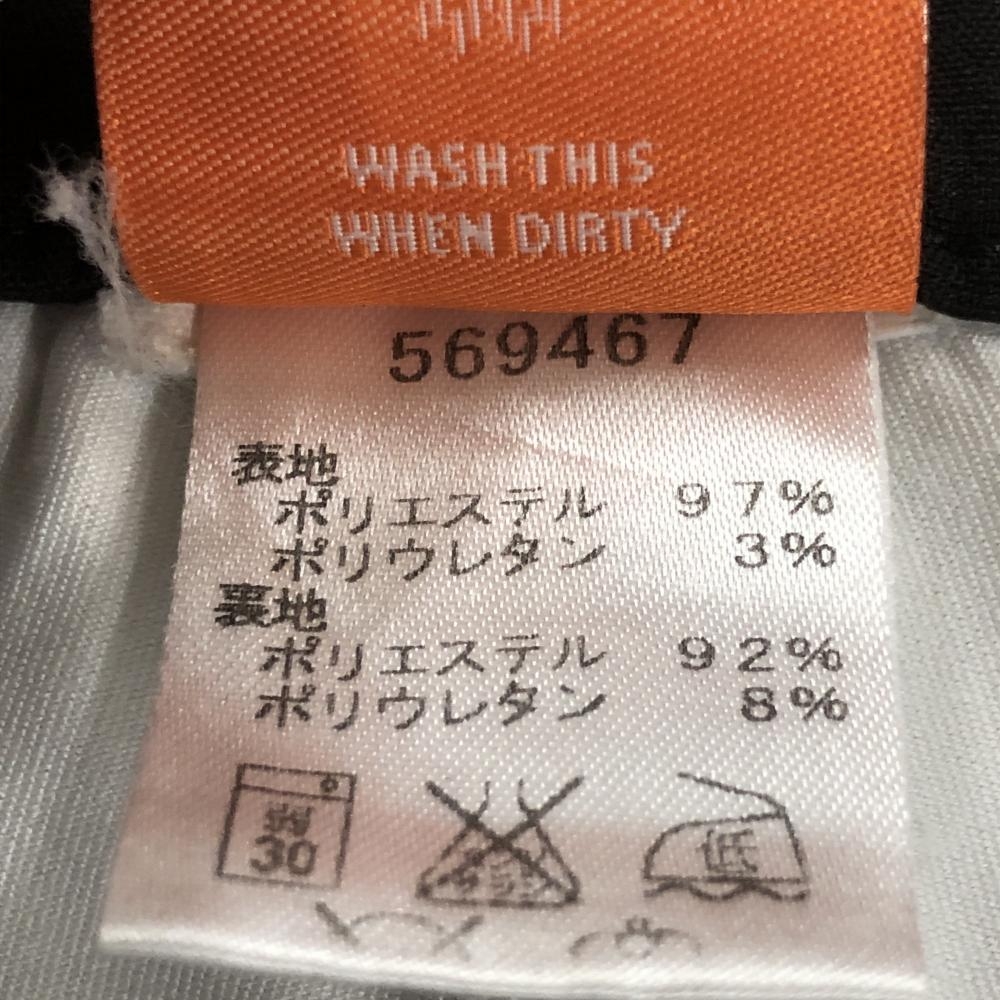 WASH THIS
WHEN DIRTY
569467
表地
ポリエステル 97%
ポリウレタン 3%
裏地
ポリエステル 92%
ポリウレタン 8%
弱
30
低